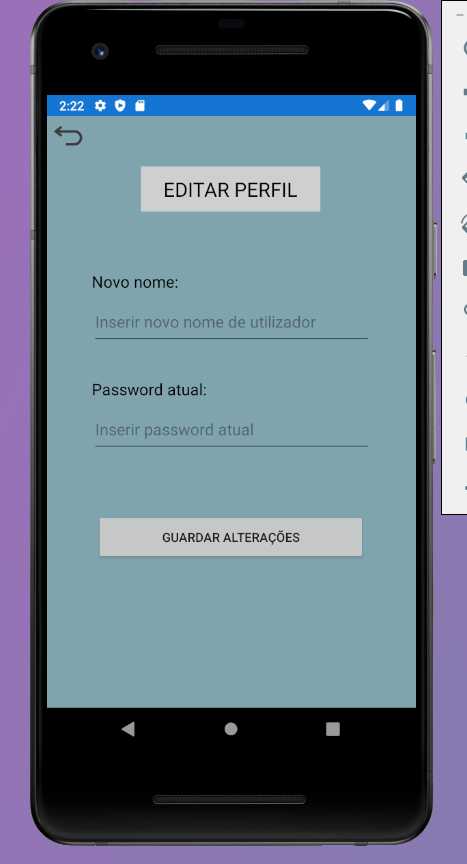 2:22
EDITAR PERFIL
Novo nome:
Inserir novo nome de utilizador
Password atual:
Inserir password atual
GUARDAR ALTERAÇÕES